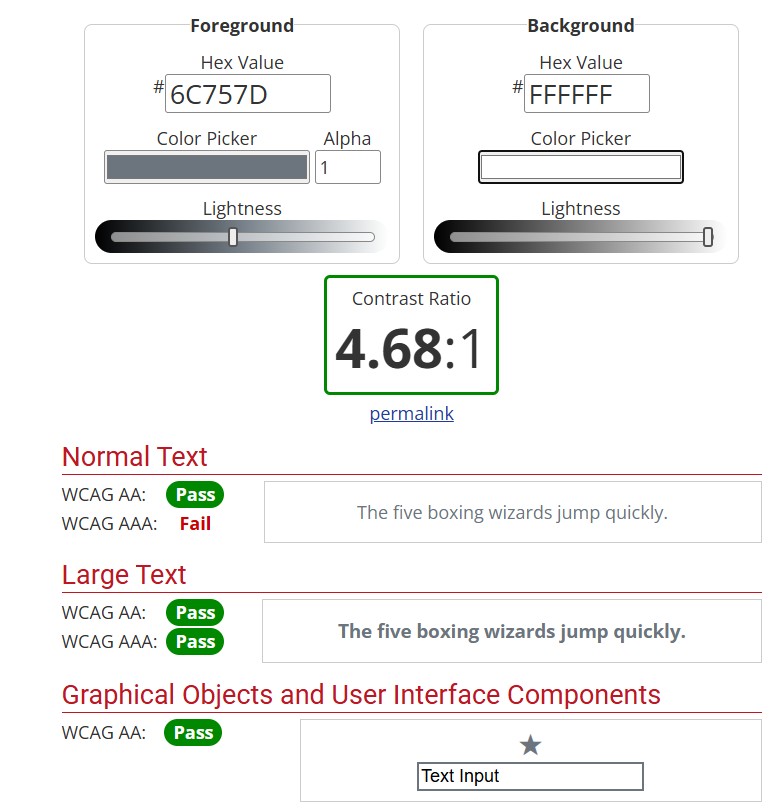 Foreground
Hex Value
# 6C757D
Color Picker Alpha
1
Lightness
Background
Hex Value
# FFFFFF
Color Picker
Lightness
Contrast Ratio
4.68:1
permalink
Normal Text
WCAG AA: Pass
WCAG AAA: Fail
The five boxing wizards jump quickly.
Large Text
WCAG AA: Pass
WCAG AAA: Pass
The five boxing wizards jump quickly.
Graphical Objects and User Interface Components
WCAG AA: Pass
Text Input